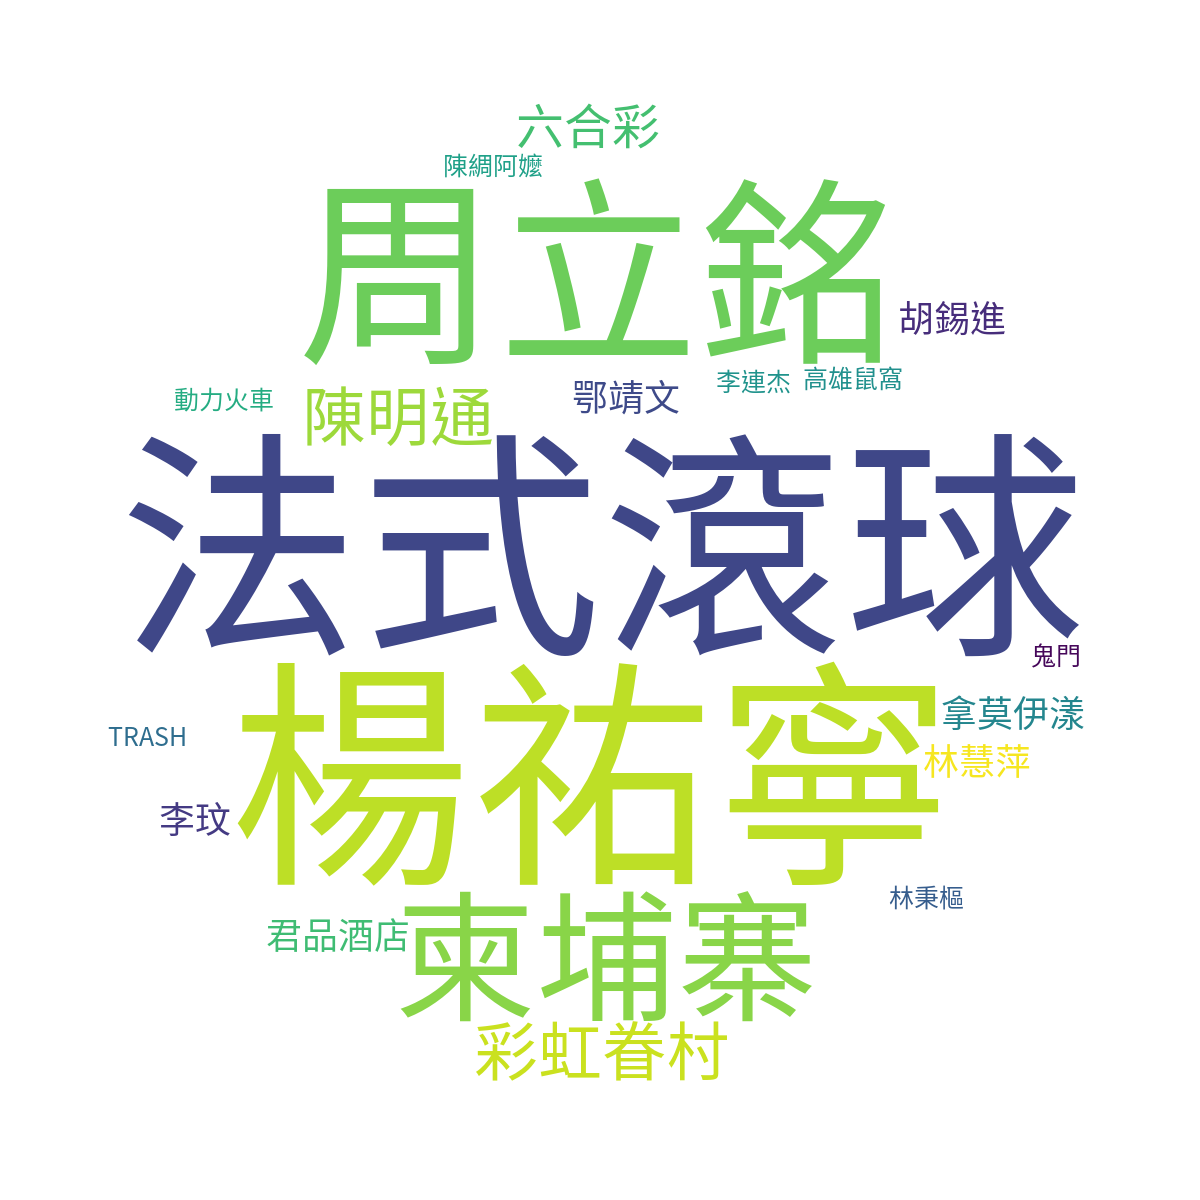 六合彩
陳綢阿嬤
周立銘
胡錫進
李連杰
高雄鼠窩
鄂靖文
動力火車
陳明通
法式滾球
鬼門
楊祐寧
拿莫伊漾
TRASH
林慧萍
李玟
林秉樞
柬埔寨
君品酒店
彩虹眷村